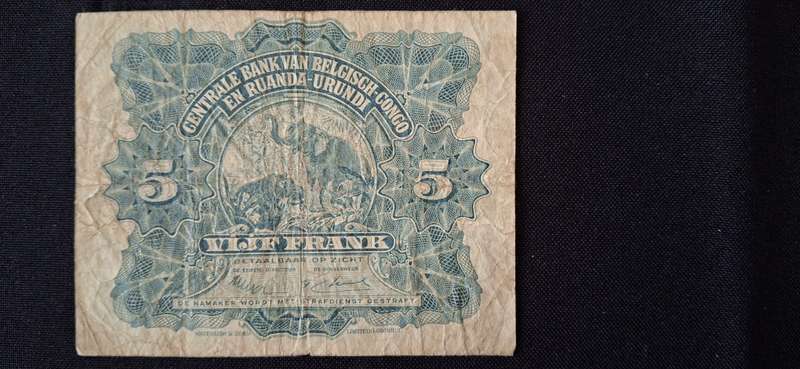 CENTRALE BANK VAN BELGISCH-CONGO
EN RUANDA-URUNDI
5
5
VIJF FRANK
BETAALBAAR OP ZICHT
DE NAMAKER WORDT MET STRAFDIENST GESTRAFT